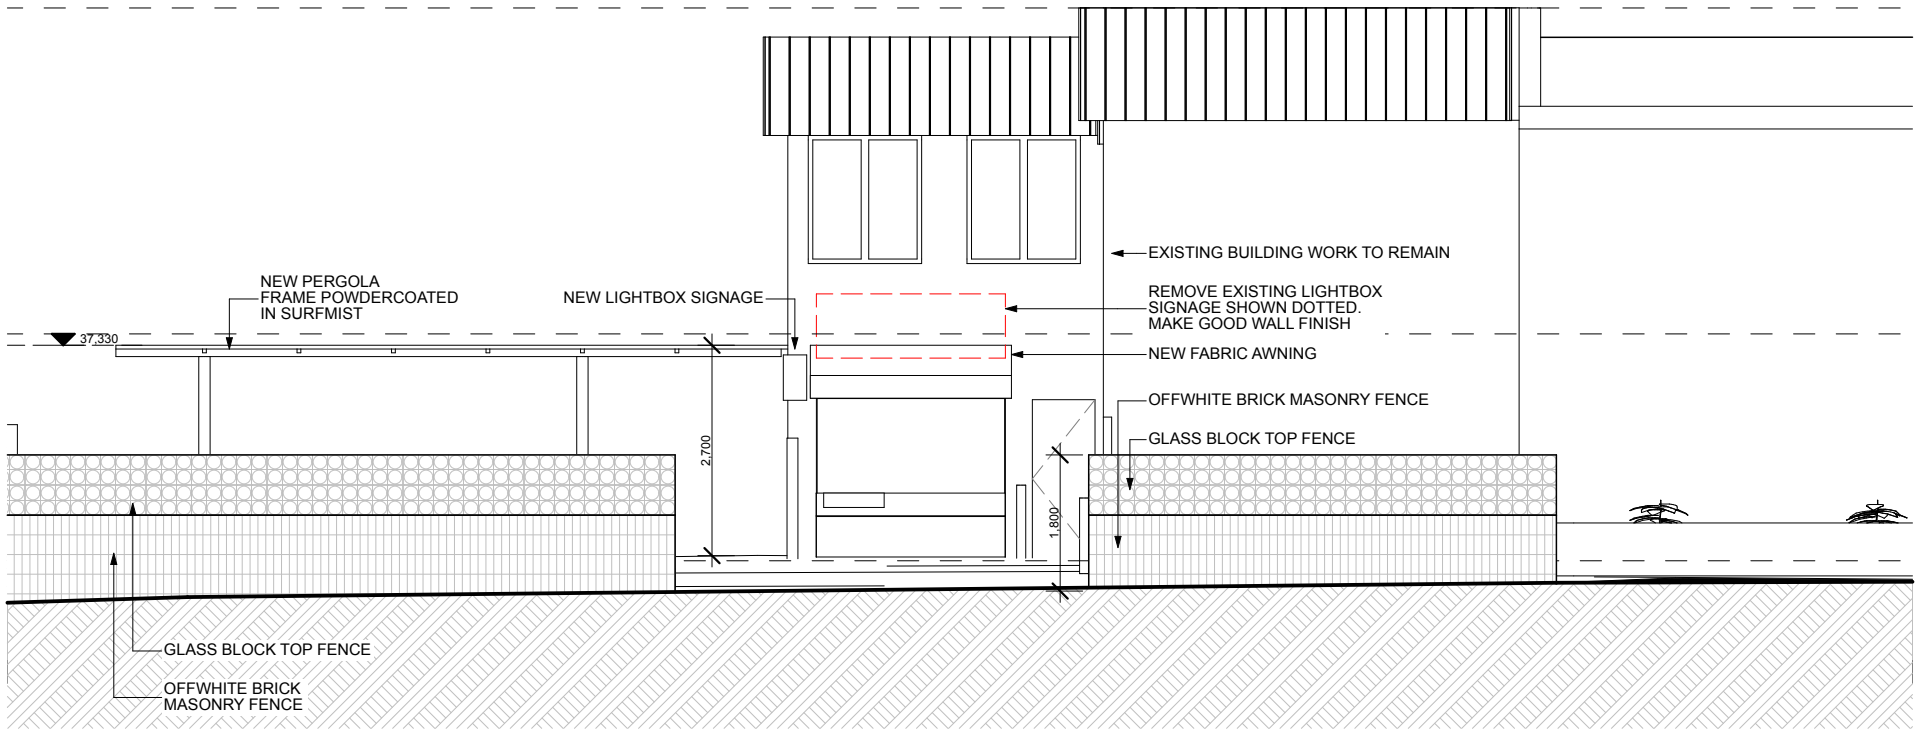 NEW PERGOLA
FRAME POWDERCOATED
IN SURFMIST
NEW LIGHTBOX SIGNAGE
EXISTING BUILDING WORK TO REMAIN
REMOVE EXISTING LIGHTBOX
SIGNAGE SHOWN DOTTED.
MAKE GOOD WALL FINISH
37,330
NEW FABRIC AWNING
OFFWHITE BRICK MASONRY FENCE
GLASS BLOCK TOP FENCE
2,700
1,800
GLASS BLOCK TOP FENCE
OFFWHITE BRICK
MASONRY FENCE